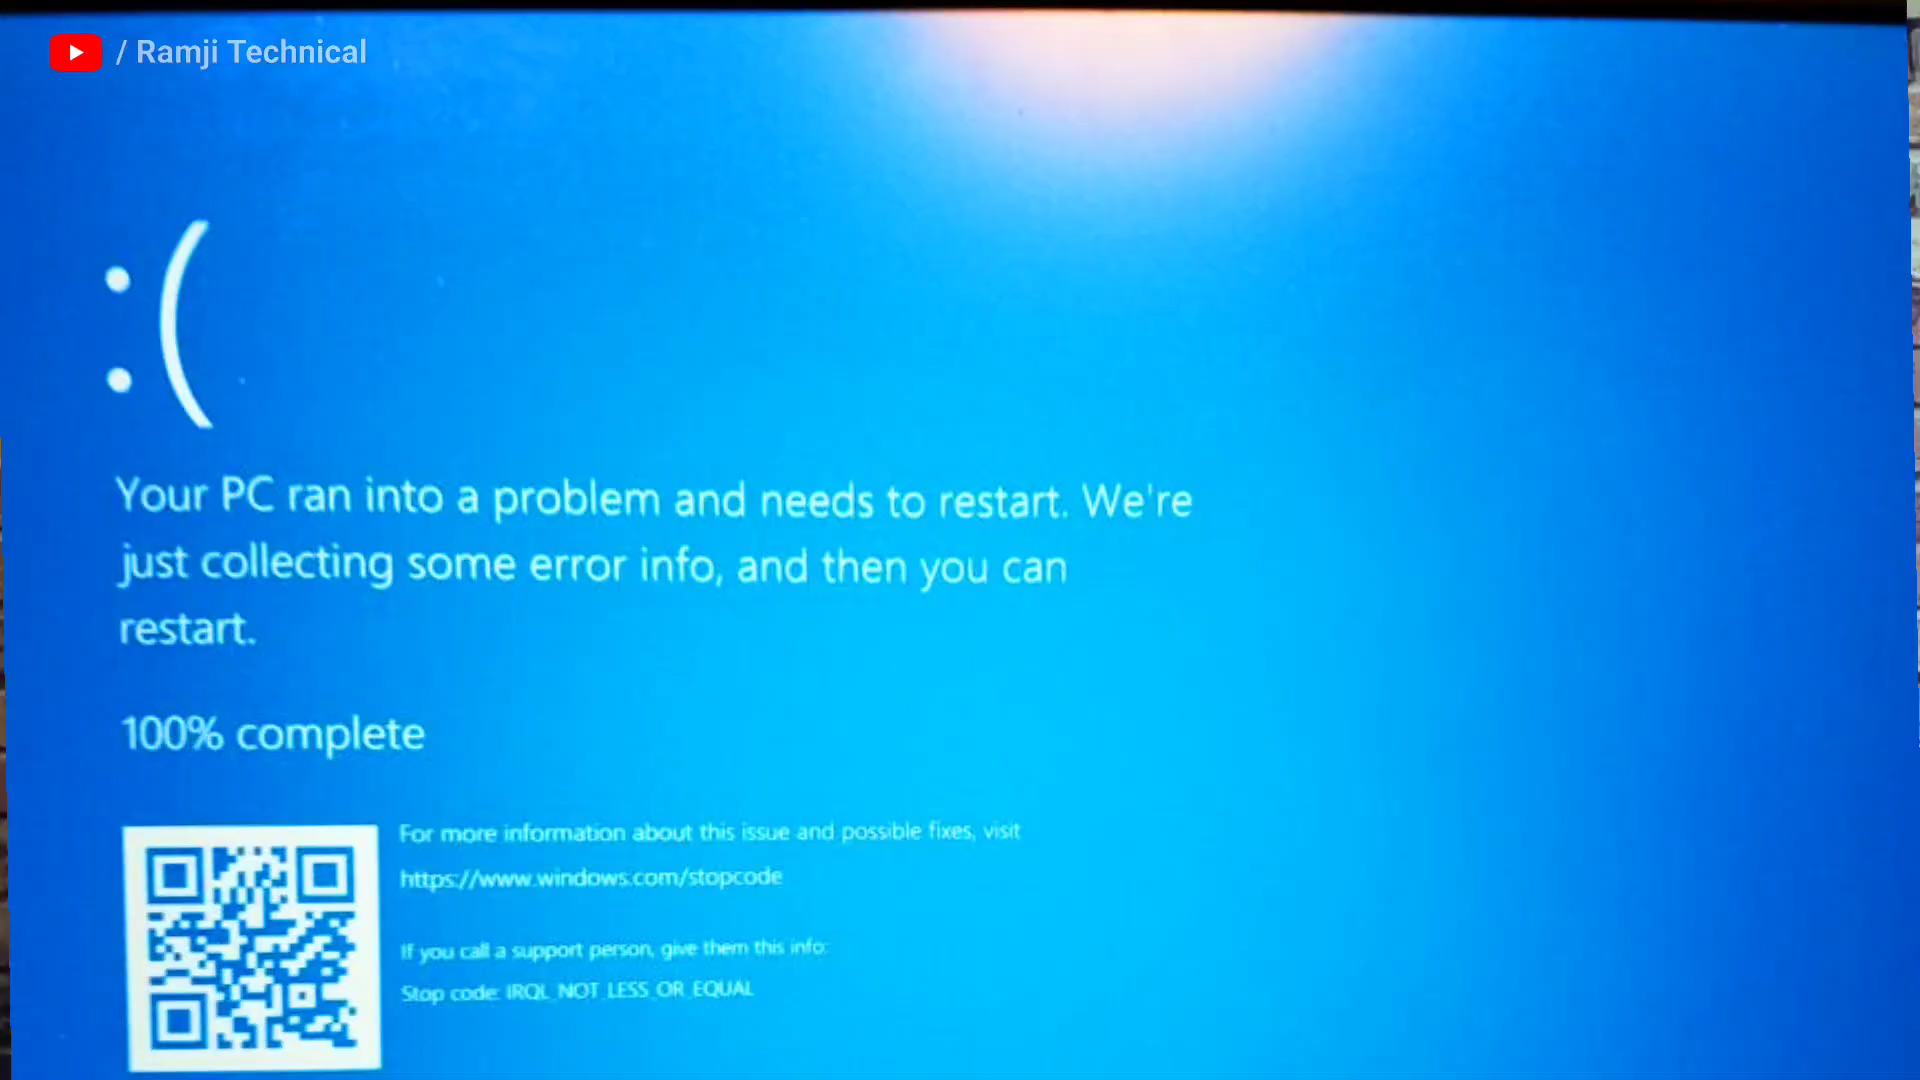 / Ramji Technical
:(
Your PC ran into a problem and needs to restart. We're
just collecting some error info, and then you can
restart.
100% complete
For more information about this issue and possible fixes, visit
https://www.windows.com/stopcode
If you call a support person, give them this info:
Stop code: IRQL_NOT_LESS_OR_EQUAL